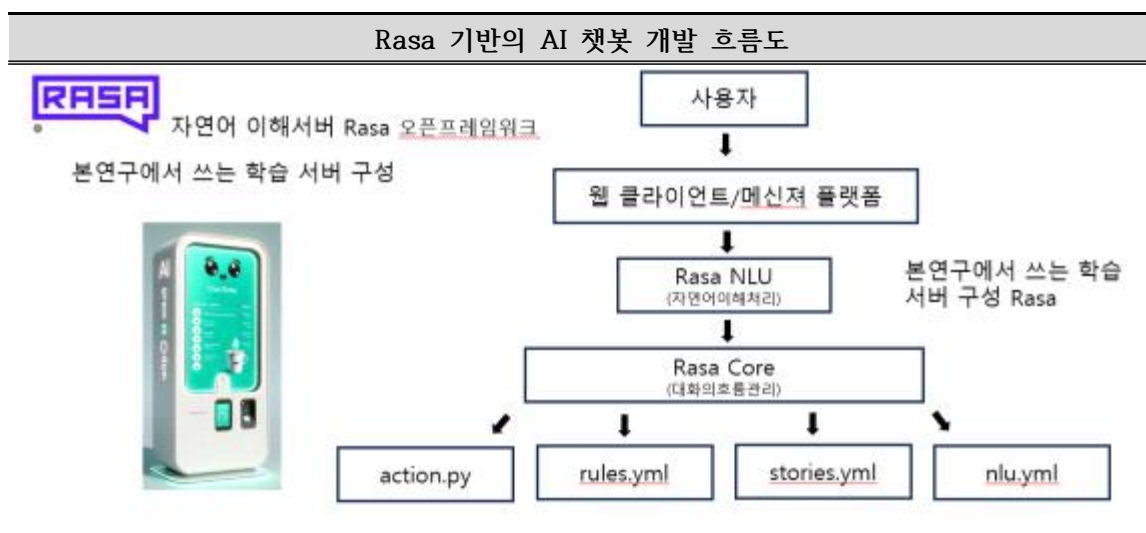 Rasa 기반의 AI 챗봇 개발 흐름도
RASA
자연어 이해서버 Rasa 오픈프레임워크
본연구에서 쓰는 학습 서버 구성
사용자
웹 클라이언트/메신져 플랫폼
Rasa NLU
(자연어이해처리)
본연구에서 쓰는 학습
서버 구성 Rasa
Rasa Core
(대화의흐름관리)
action.py
rules.yml
stories.yml
nlu.yml
AI